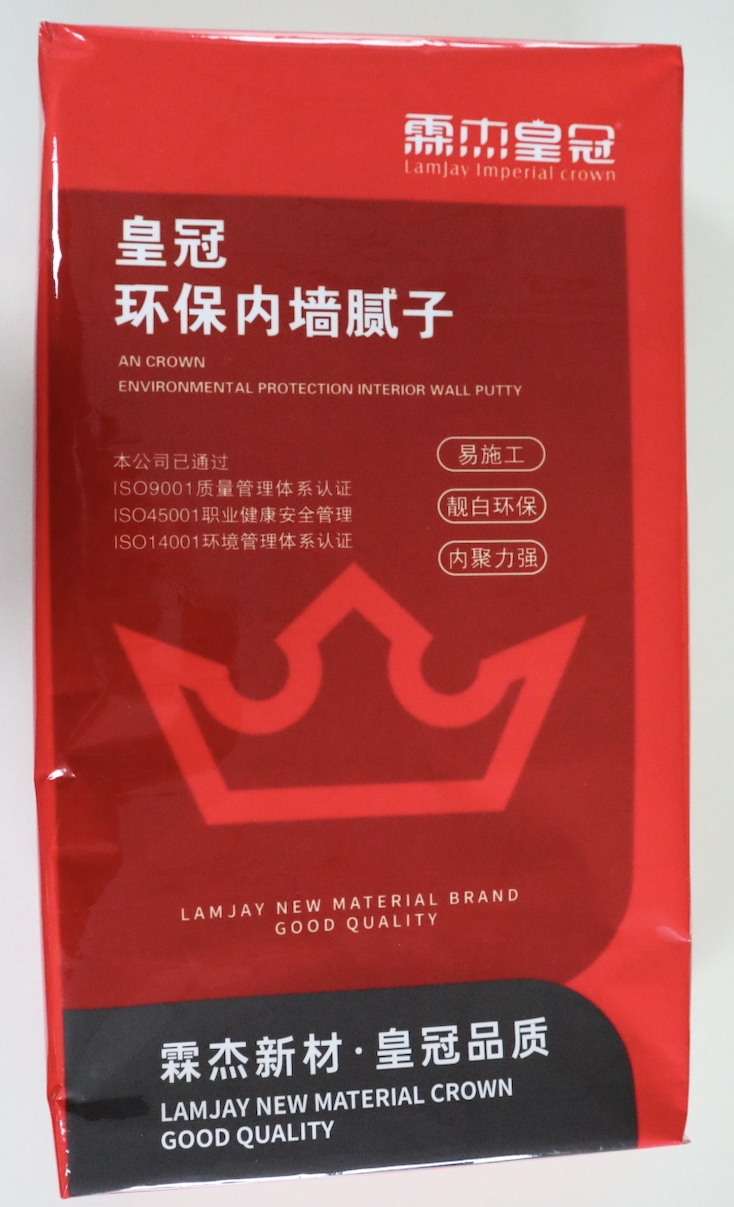 霖杰皇冠
LamJay Imperial crown
皇冠
环保内墙腻子
AN CROWN
ENVIRONMENTAL PROTECTION INTERIOR WALL PUTTY
本公司已通过
ISO9001质量管理体系认证
ISO45001职业健康安全管理
ISO14001环境管理体系认证
易施工
靓白环保
内聚力强
LAMJAY NEW MATERIAL BRAND
GOOD QUALITY
霖杰新材·皇冠品质
LAMJAY NEW MATERIAL CROWN
GOOD QUALITY